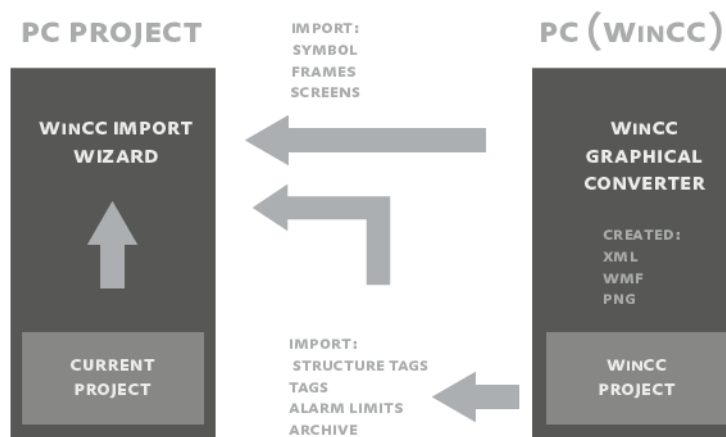 PC PROJECT
WINCC IMPORT
WIZARD
CURRENT
PROJECT
IMPORT:
SYMBOL
FRAMES
SCREENS
IMPORT:
STRUCTURE TAGS
TAGS
ALARM LIMITS
ARCHIVE
PC (WINCC)
WINCC
GRAPHICAL
CONVERTER
CREATED:
XML
WMF
PNG
WINCC
PROJECT